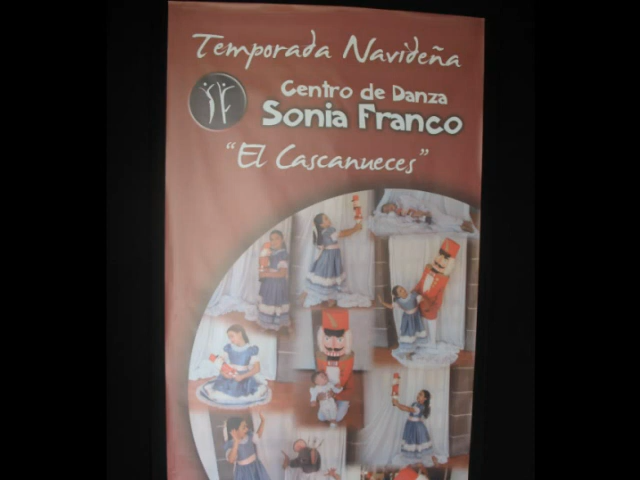 Temporada Navideña
Centro de Danza
Sonia Franco
"El Cascanueces"